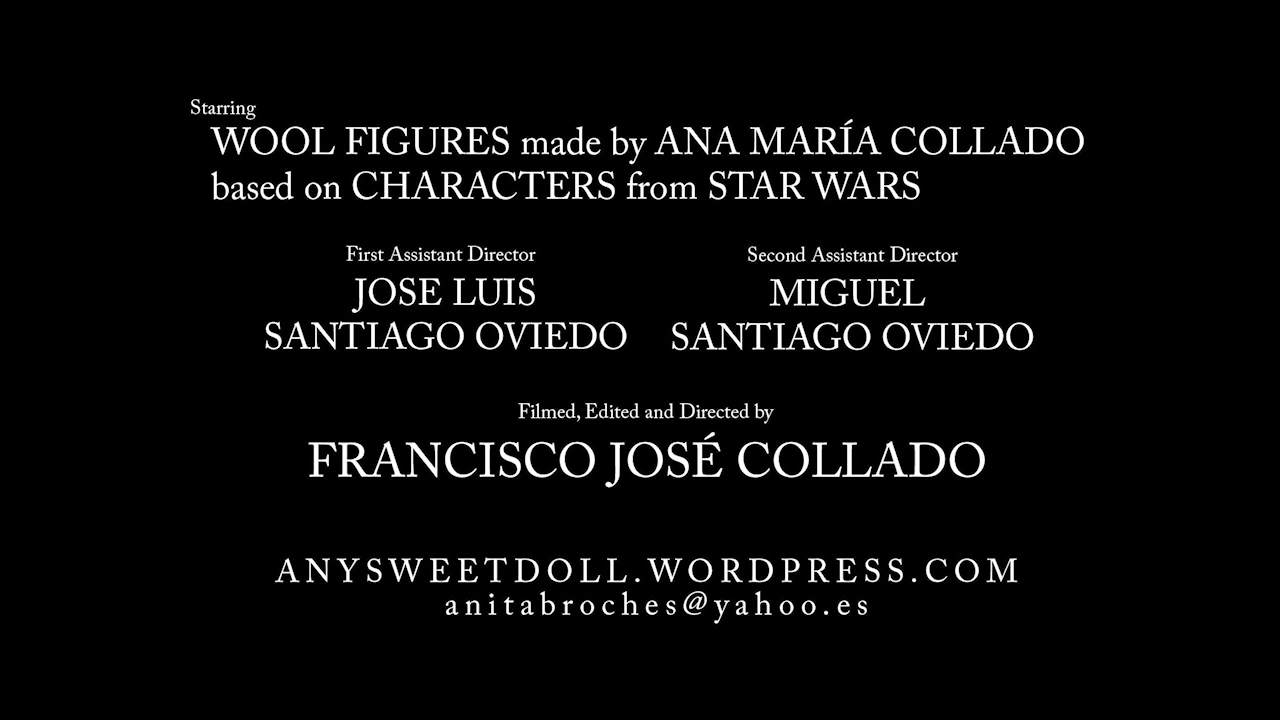 Starring
WOOL FIGURES made by ANA MARÍA COLLADO
based on CHARACTERS from STAR WARS
First Assistant Director
JOSE LUIS
SANTIAGO OVIEDO
Second Assistant Director
MIGUEL
SANTIAGO OVIEDO
Filmed, Edited and Directed by
FRANCISCO JOSÉ COLLADO
ANYSWEETDOLL.WORDPRESS.COM
anitabroches@yahoo.es